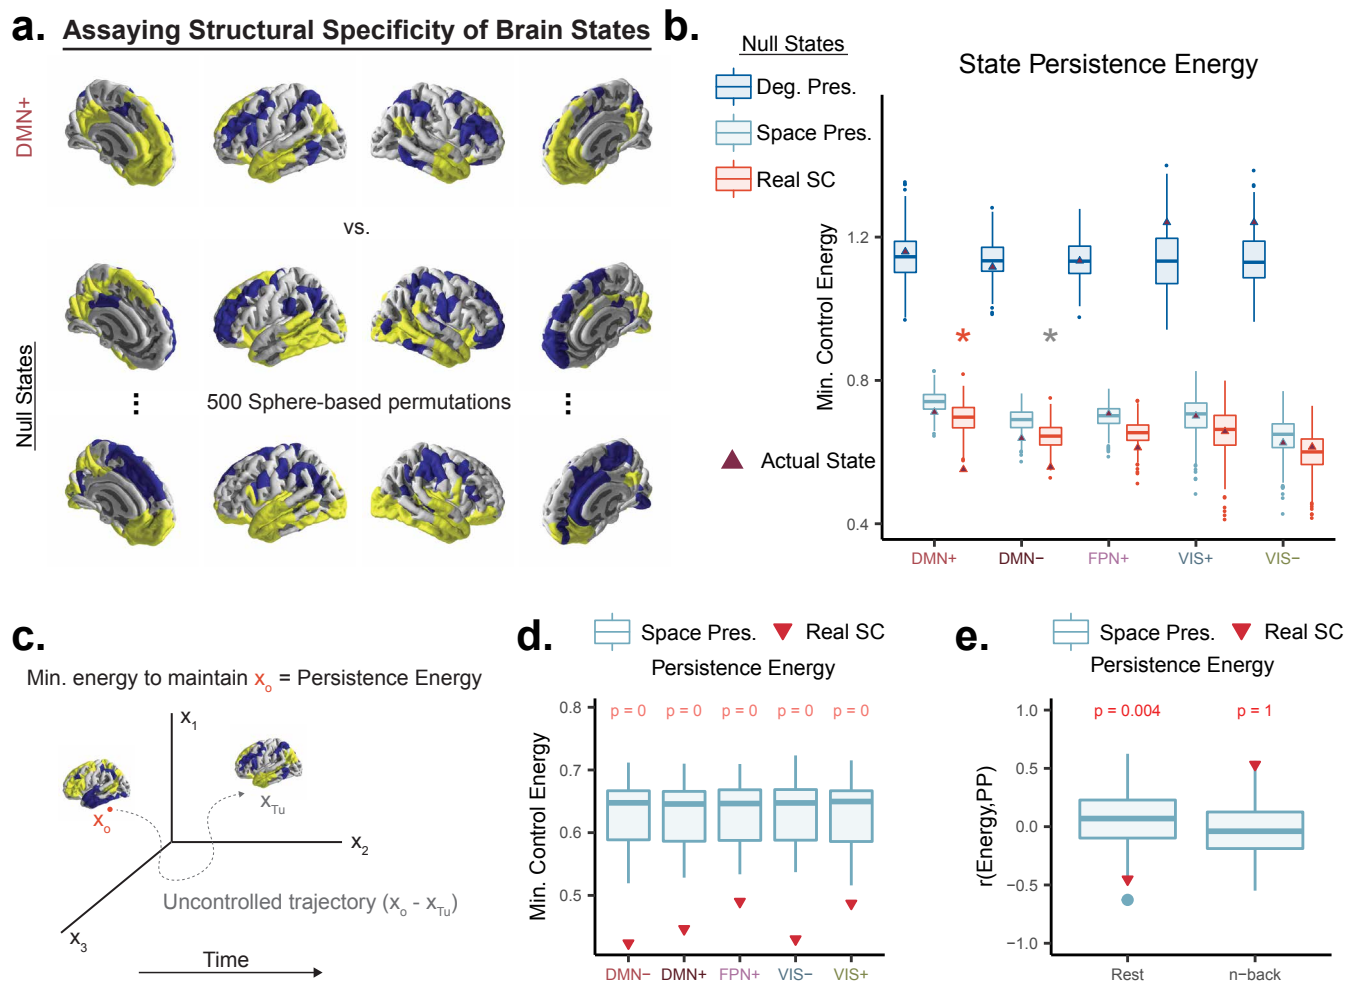 a.
Assaying Structural Specificity of Brain States
DMN+
vs.
Null States
500 Sphere-based permutations
b.
Null States
Deg. Pres.
Space Pres.
Real SC
State Persistence Energy
Min. Control Energy
1.2
0.8
0.4
*
*
Actual State
DMN+ DMN− FPN+ VIS+ VIS−
c.
Min. energy to maintain xo = Persistence Energy
x1
x2
x3
xo
xTu
Uncontrolled trajectory (xo - xTu)
Time
d.
Space Pres. Real SC
Persistence Energy
Min. Control Energy
0.8
0.7
0.6
0.5
p = 0 p = 0 p = 0 p = 0 p = 0
DMN− DMN+ FPN+ VIS− VIS+
e.
Space Pres. Real SC
Persistence Energy
r(Energy,PP)
1.0
0.5
0.0
−0.5
−1.0
p = 0.004 p = 1
Rest n−back